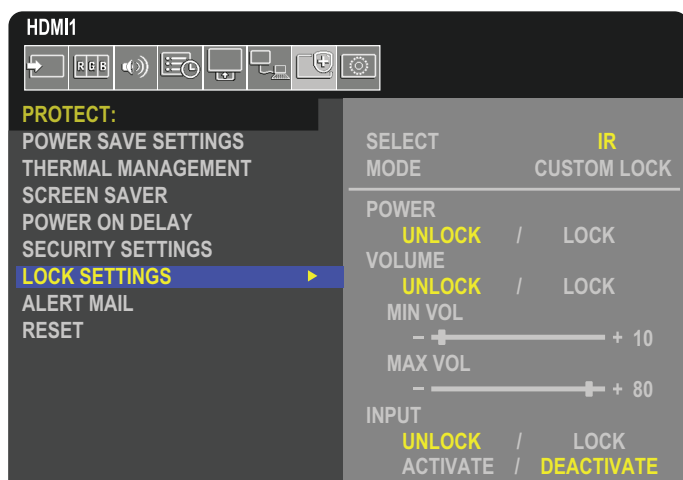 HDMI1
RGB
PROTECT:
POWER SAVE SETTINGS
THERMAL MANAGEMENT
SCREEN SAVER
POWER ON DELAY
SECURITY SETTINGS
LOCK SETTINGS
ALERT MAIL
RESET
SELECT IR
MODE CUSTOM LOCK
POWER
UNLOCK / LOCK
VOLUME
UNLOCK / LOCK
MIN VOL
- + 10
MAX VOL
- + 80
INPUT
UNLOCK / LOCK
ACTIVATE / DEACTIVATE